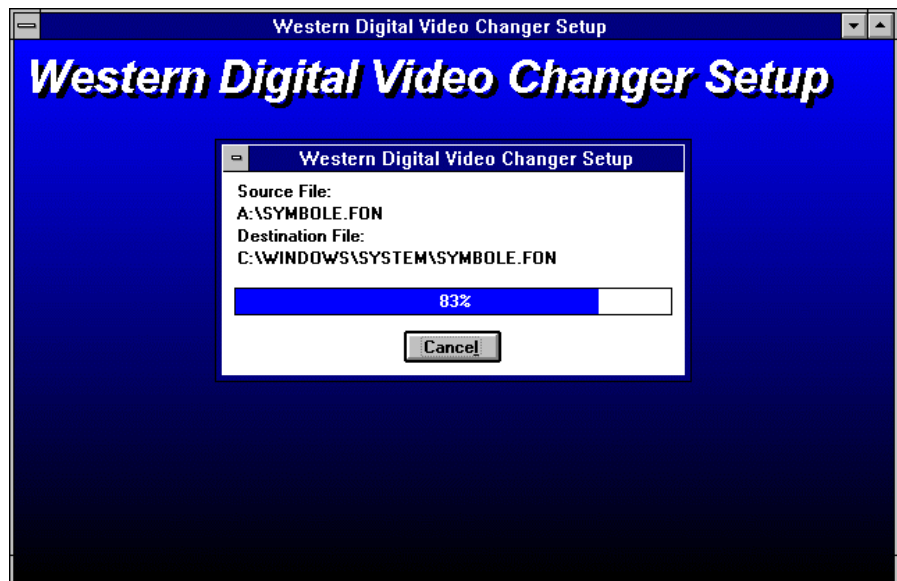 Western Digital Video Changer Setup
Western Digital Video Changer Setup
Western Digital Video Changer Setup
Source File:
A:\SYMBOLE.FON
Destination File:
C:\WINDOWS\SYSTEM\SYMBOLE.FON
83%
Cancel